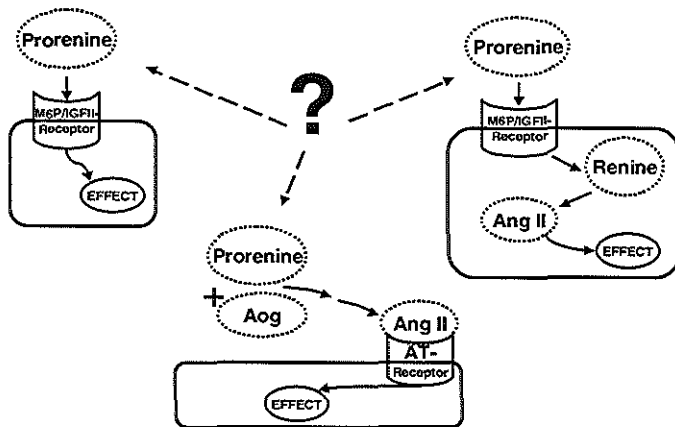 Prorenine
M6P/IGFII-
Receptor
EFFECT
?
Prorenine
M6P/IGFII-
Receptor
Renine
Ang II
EFFECT
Prorenine
+
Aog
Ang II
AT-
Receptor
EFFECT